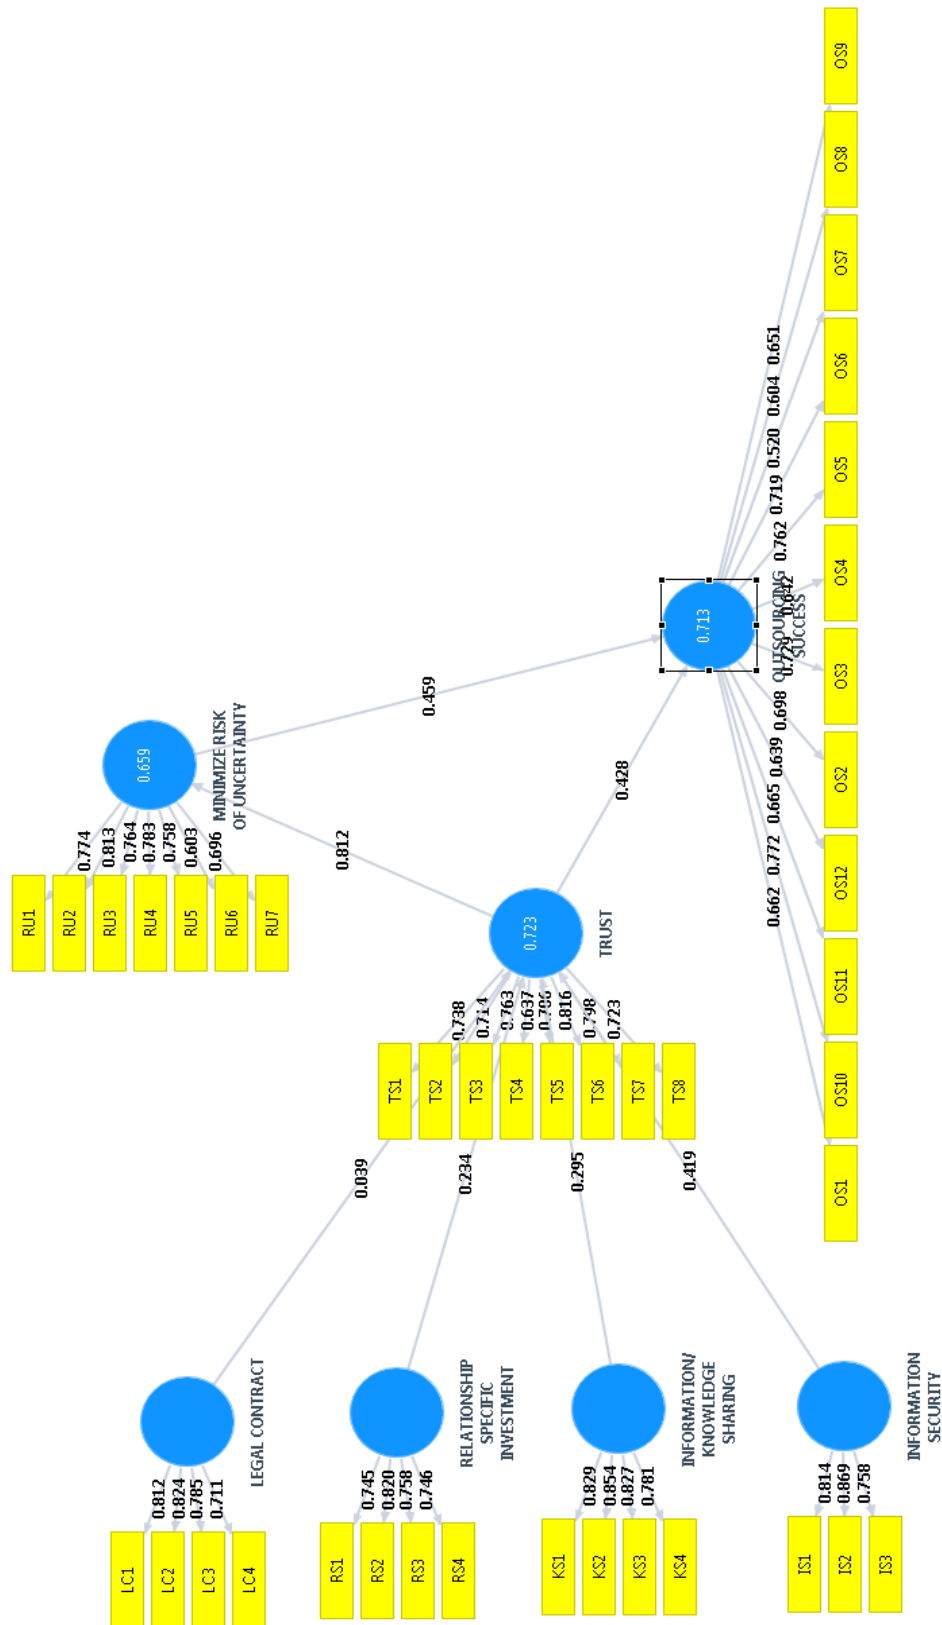 LC1
LC2
LC3
LC4
0.812
0.824
0.785
0.711
LEGAL CONTRACT
RS1
RS2
RS3
RS4
0.745
0.820
0.758
0.746
RELATIONSHIP
SPECIFIC
INVESTMENT
KS1
KS2
KS3
KS4
0.829
0.854
0.827
0.781
INFORMATION/
KNOWLEDGE
SHARING
IS1
IS2
IS3
0.814
0.869
0.758
INFORMATION
SECURITY
0.039
0.234
0.295
0.419
TS1
TS2
TS3
TS4
TS5
TS6
TS7
TS8
0.738
0.714
0.763
0.637
0.816
0.798
0.723
0.723
TRUST
RU1
RU2
RU3
RU4
RU5
RU6
RU7
0.774
0.813
0.764
0.783
0.758
0.603
0.696
0.659
MINIMIZE RISK
OF UNCERTAINTY
0.812
0.428
0.459
0.713
OUTSOURCING
SUCCESS
0.662
0.772
0.665
0.639
0.698
0.729
0.642
0.762
0.719
0.520
0.604
0.651
OS1
OS10
OS11
OS12
OS2
OS3
OS4
OS5
OS6
OS7
OS8
OS9